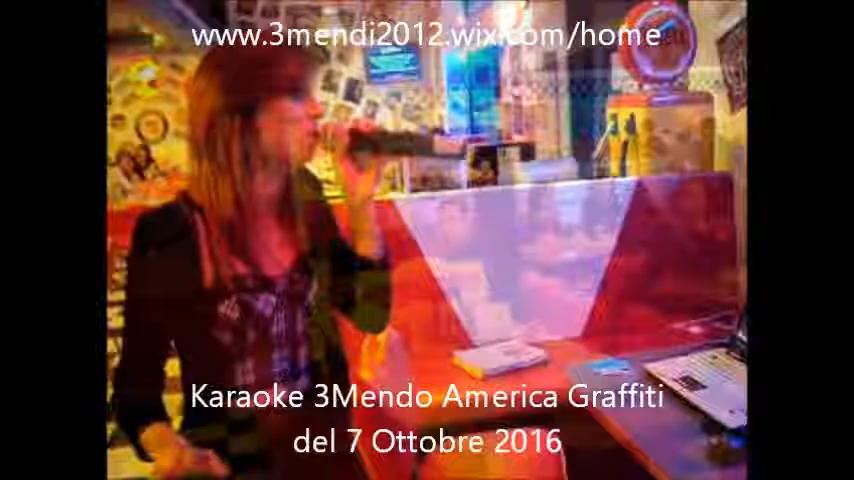 www.3mendi2012.wix.com/home
Karaoke 3Mendo America Graffiti
del 7 Ottobre 2016